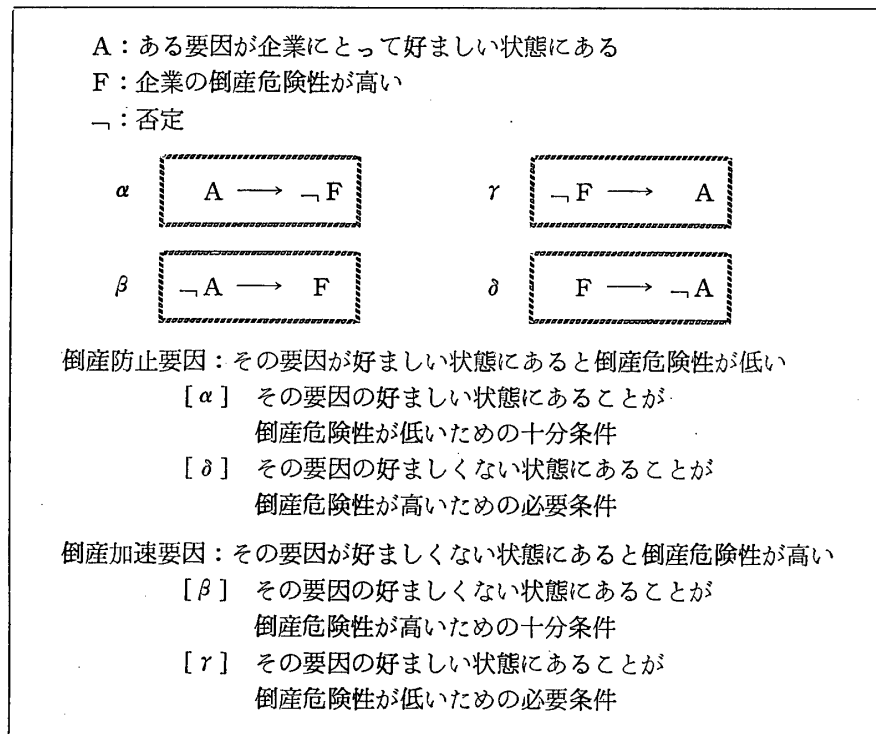 A：ある要因が企業にとって好ましい状態にある
F：企業の倒産危険性が高い
¬：否定
α A ⟶ ¬F γ ¬F ⟶ A
β ¬A ⟶ F δ F ⟶ ¬A
倒産防止要因：その要因が好ましい状態にあると倒産危険性が低い
[α] その要因の好ましい状態にあることが
倒産危険性が低いための十分条件
[δ] その要因の好ましくない状態にあることが
倒産危険性が高いための必要条件
倒産加速要因：その要因が好ましくない状態にあると倒産危険性が高い
[β] その要因の好ましくない状態にあることが
倒産危険性が高いための十分条件
[γ] その要因の好ましい状態にあることが
倒産危険性が低いための必要条件